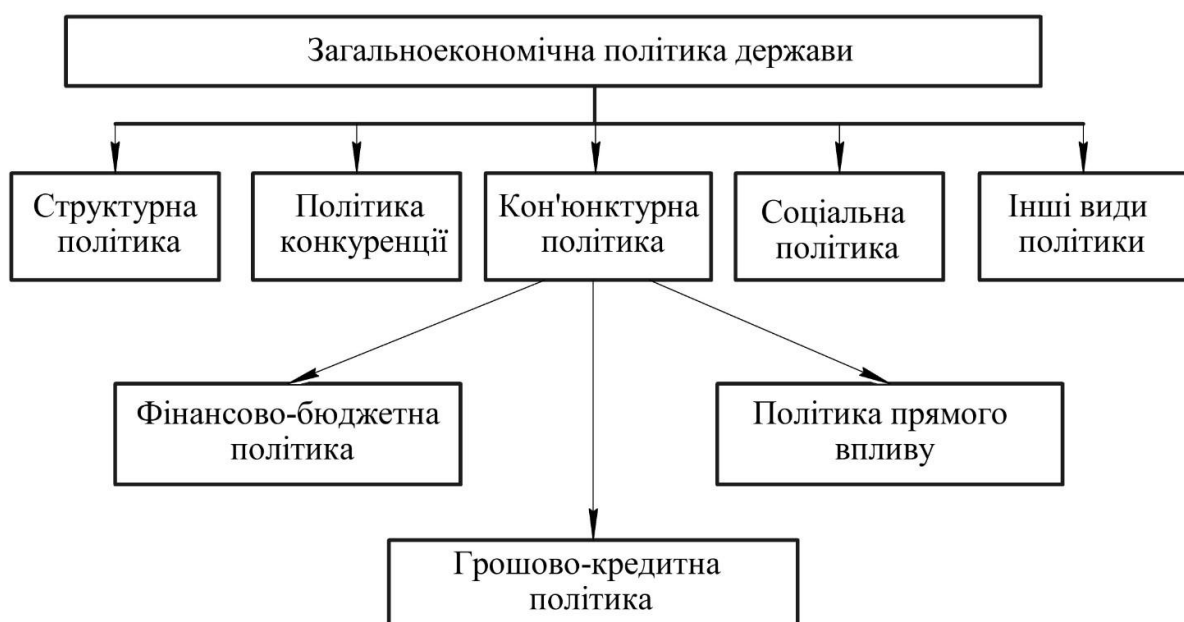 Загальноекономічна політика держави
Структурна
політика
Політика
конкуренції
Кон'юнктурна
політика
Соціальна
політика
Інші види
політики
Фінансово-бюджетна
політика
Політика прямого
впливу
Грошово-кредитна
політика